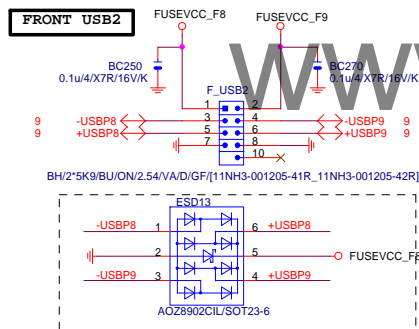 FRONT USB2
FUSEVCC_F8 FUSEVCC_F9
BC250 BC270
0.1u/4/X7R/16V/K 0.1u/4/X7R/16V/K
F_USB2
1 2
9 -USBP8 3 4 -USBP9 9
9 +USBP8 5 6 +USBP9 9
7 8
10
BH/2*5K9/BU/ON/2.54/VA/D/GF/[11NH3-001205-41R_11NH3-001205-42R]
ESD13
-USBP8 1 6 +USBP8
2 5 FUSEVCC_F8
-USBP9 3 4 +USBP9
AOZ8902CIL/SOT23-6